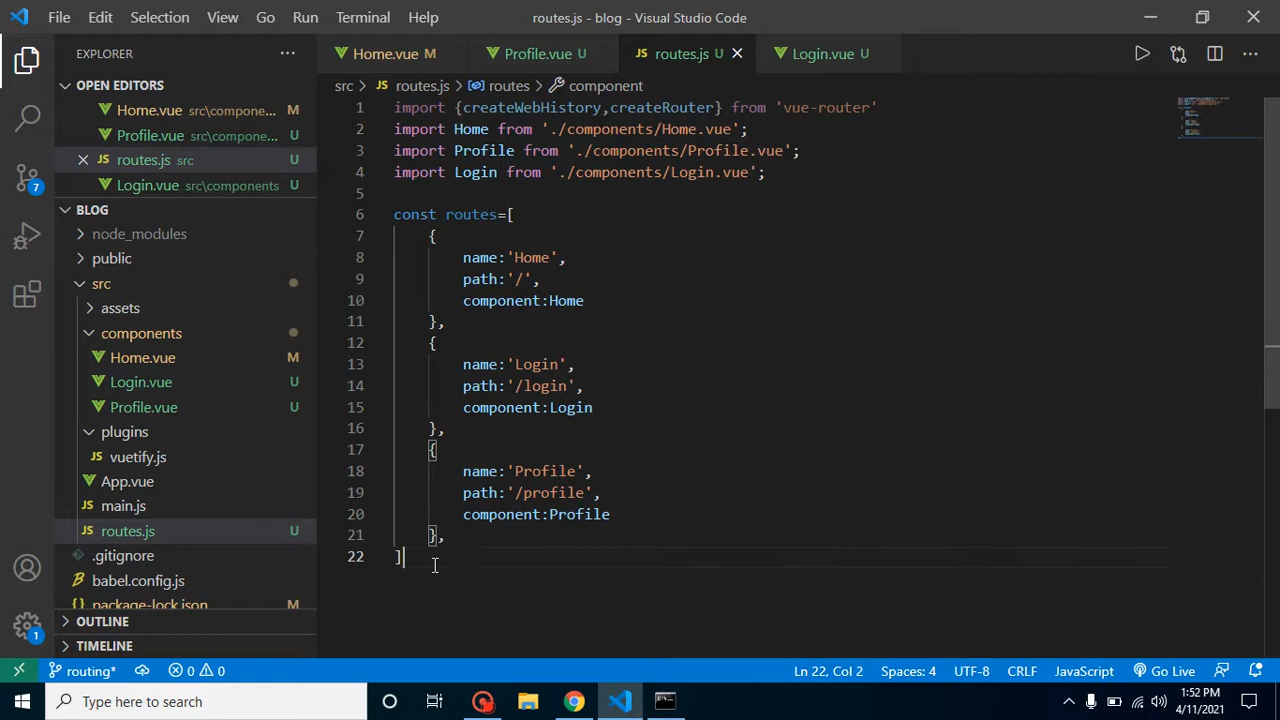 File Edit Selection View Go Run Terminal Help routes.js - blog - Visual Studio Code
EXPLORER
Home.vue M Profile.vue U routes.js U Login.vue U
OPEN EDITORS
Home.vue src\compone... M
Profile.vue src\compone... U
routes.js src U
Login.vue src\components U
BLOG
node_modules
public
src
assets
components
Home.vue M
Login.vue U
Profile.vue U
plugins
vuetify.js
App.vue
main.js
routes.js U
.gitignore
babel.config.js
package-lock.json M
OUTLINE
TIMELINE
7
1
src > routes.js > routes > component
1 import {createWebHistory,createRouter} from 'vue-router'
2 import Home from './components/Home.vue';
3 import Profile from './components/Profile.vue';
4 import Login from './components/Login.vue';
5
6 const routes=[
7 {
8 name:'Home',
9 path:'/',
10 component:Home
11 },
12 {
13 name:'Login',
14 path:'/login',
15 component:Login
16 },
17 {
18 name:'Profile',
19 path:'/profile',
20 component:Profile
21 },
22 ]
routing* 0 0 Ln 22, Col 2 Spaces: 4 UTF-8 CRLF JavaScript Go Live
Type here to search
1:52 PM
4/11/2021